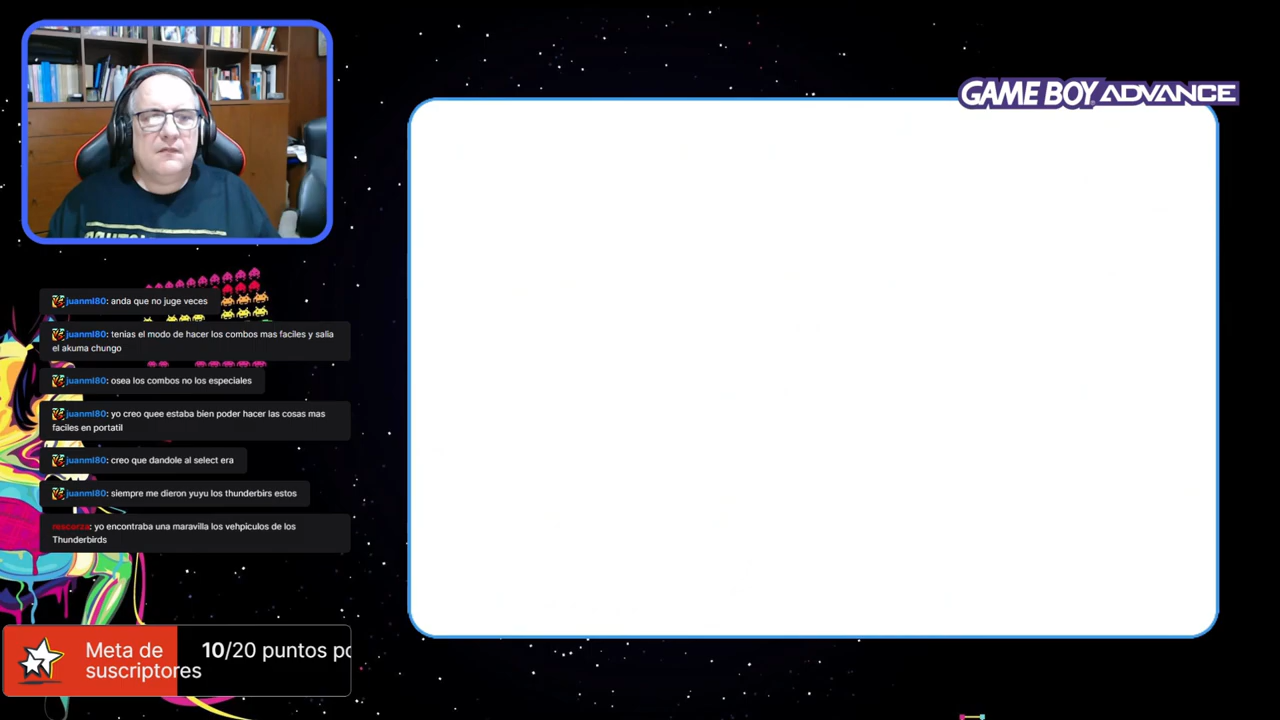 GAME BOY ADVANCE
juanml80: anda que no juge veces
juanml80: tenias el modo de hacer los combos mas faciles y salia
el akuma chungo
juanml80: osea los combos no los especiales
juanml80: yo creo quee estaba bien poder hacer las cosas mas
faciles en portatil
juanml80: creo que dandole al select era
juanml80: siempre me dieron yuyu los thunderbirs estos
rescorza: yo encontraba una maravilla los vehpiculos de los
Thunderbirds
Meta de
suscriptores
10/20 puntos po